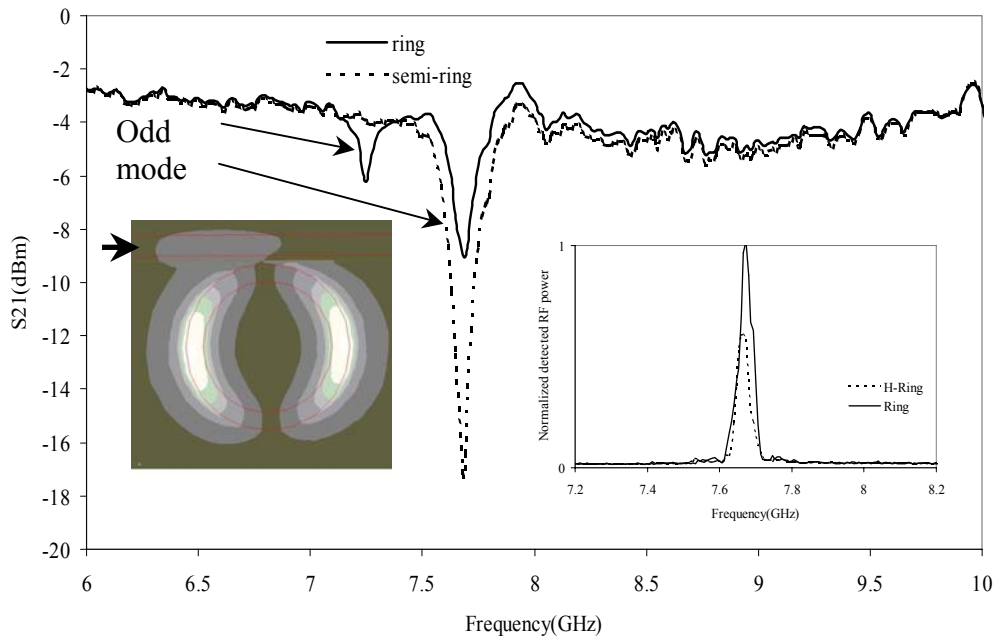 0
-2
-4
-6
-8
-10
-12
-14
-16
-18
-20
S21(dBm)
ring
semi-ring
Odd
mode
1
0
Normalized detected RF power
H-Ring
Ring
7.2 7.4 7.6 7.8 8 8.2
Frequency(GHz)
6 6.5 7 7.5 8 8.5 9 9.5 10
Frequency(GHz)